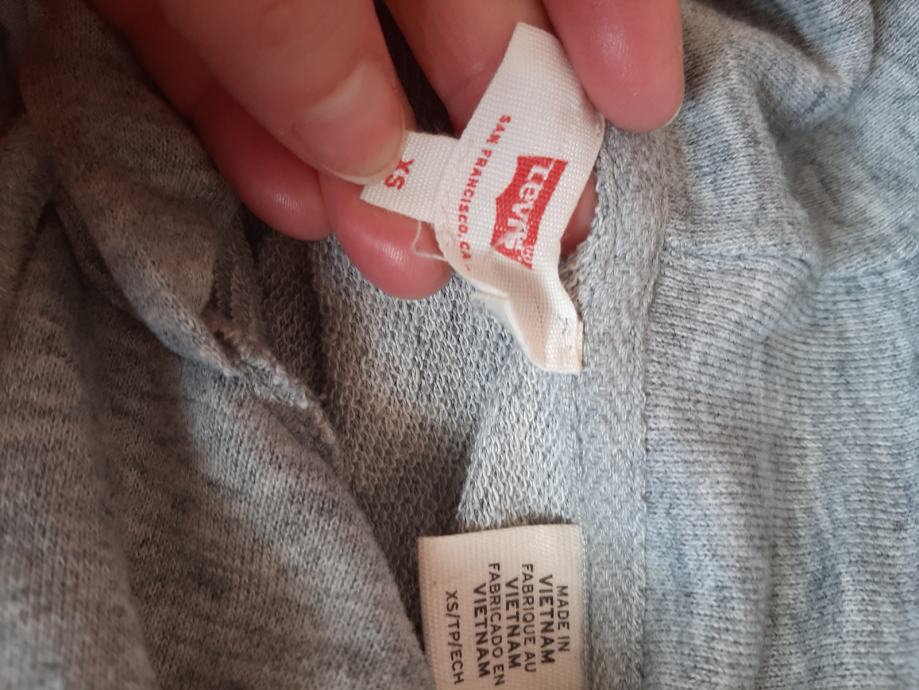 Levi's
SAN FRANCISCO, CA
XS
MADE IN
VIETNAM
FABRIQUE AU
VIETNAM
FABRICADO EN
VIETNAM
XS/TP/ECH